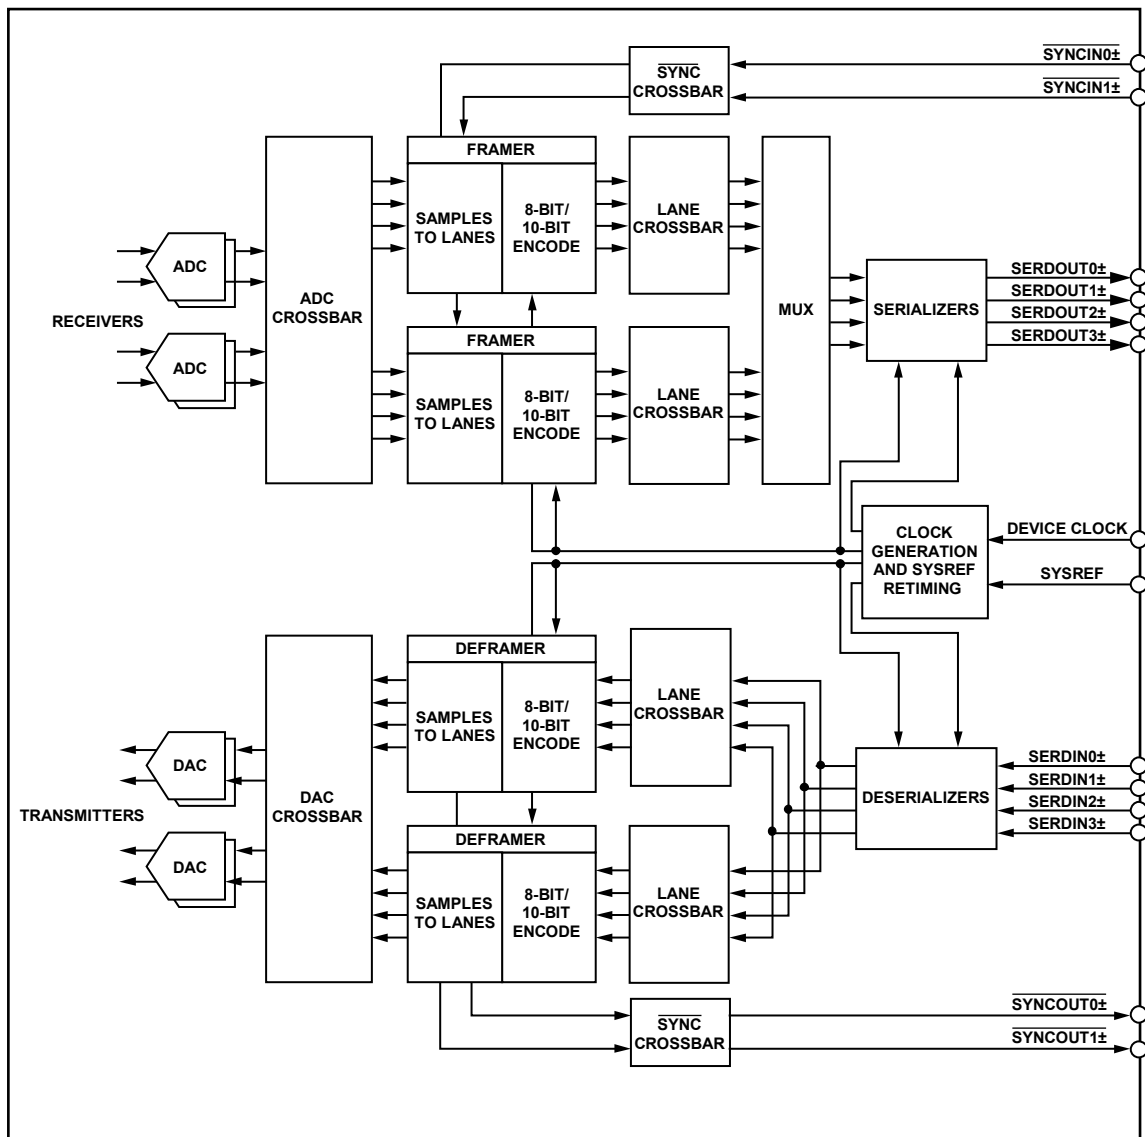 SYNCIN0±
SYNC
CROSSBAR
SYNCIN1±
FRAMER
SAMPLES
TO LANES
8-BIT/
10-BIT
ENCODE
LANE
CROSSBAR
ADC
ADC
CROSSBAR
MUX
SERIALIZERS
SERDOUT0±
SERDOUT1±
SERDOUT2±
SERDOUT3±
RECEIVERS
ADC
FRAMER
SAMPLES
TO LANES
8-BIT/
10-BIT
ENCODE
LANE
CROSSBAR
CLOCK
GENERATION
AND SYSREF
RETIMING
DEVICE CLOCK
SYSREF
DEFRAMER
SAMPLES
TO LANES
8-BIT/
10-BIT
ENCODE
LANE
CROSSBAR
DAC
DAC
CROSSBAR
DESERIALIZERS
SERDIN0±
SERDIN1±
SERDIN2±
SERDIN3±
TRANSMITTERS
DAC
DEFRAMER
SAMPLES
TO LANES
8-BIT/
10-BIT
ENCODE
LANE
CROSSBAR
SYNC
CROSSBAR
SYNCOUT0±
SYNCOUT1±